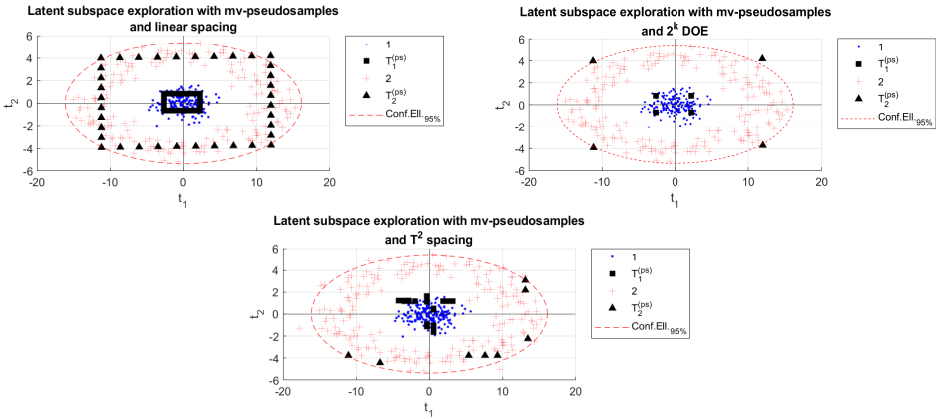 Latent subspace exploration with mv-pseudosamples
and linear spacing
6
4
2
0
-2
-4
-6
t2
-20
-10
0
10
20
t1
1
T1(ps)
2
T2(ps)
Conf.Ell.95%
Latent subspace exploration with mv-pseudosamples
and 2^k DOE
6
4
2
0
-2
-4
-6
t2
-20
-10
0
10
20
t1
1
T1(ps)
2
T2(ps)
Conf.Ell.95%
Latent subspace exploration with mv-pseudosamples
and T² spacing
6
4
2
0
-2
-4
-6
t2
-20
-10
0
10
20
t1
1
T1(ps)
2
T2(ps)
Conf.Ell.95%